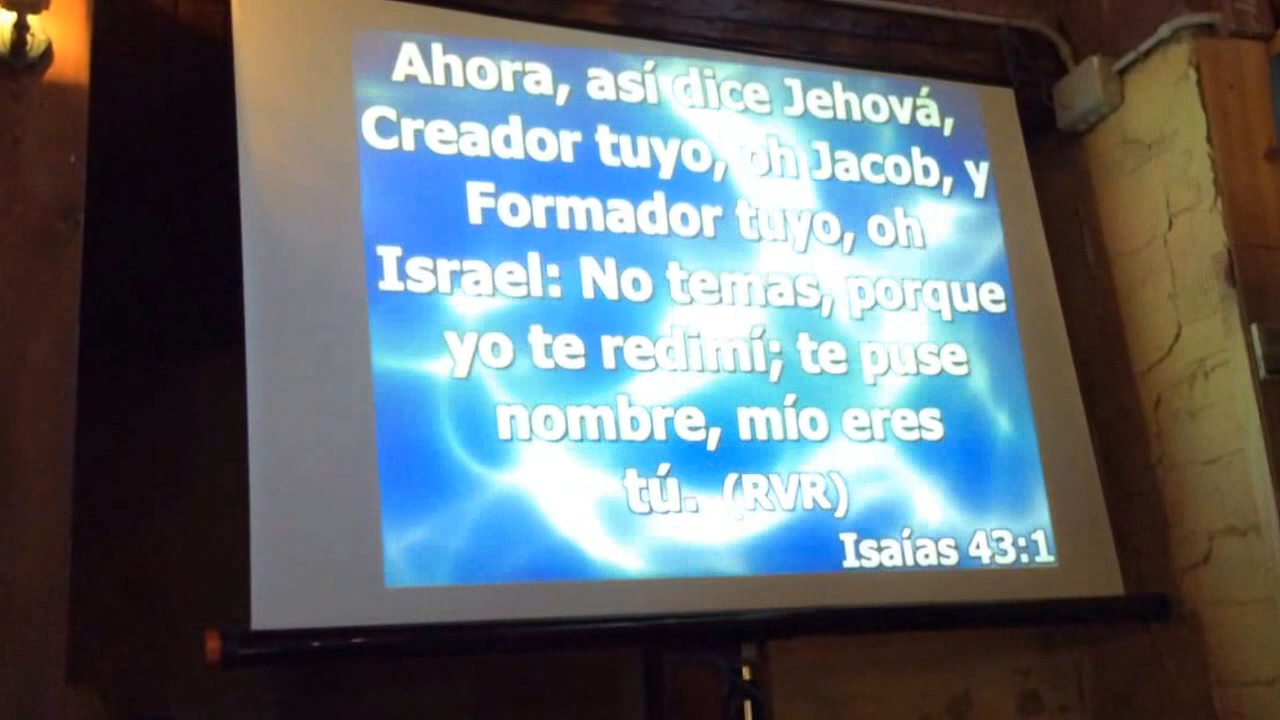 Ahora, así dice Jehová,
Creador tuyo, oh Jacob, y
Formador tuyo, oh
Israel: No temas, porque
yo te redimí; te puse
nombre, mío eres
tú. (RVR)
Isaías 43:1